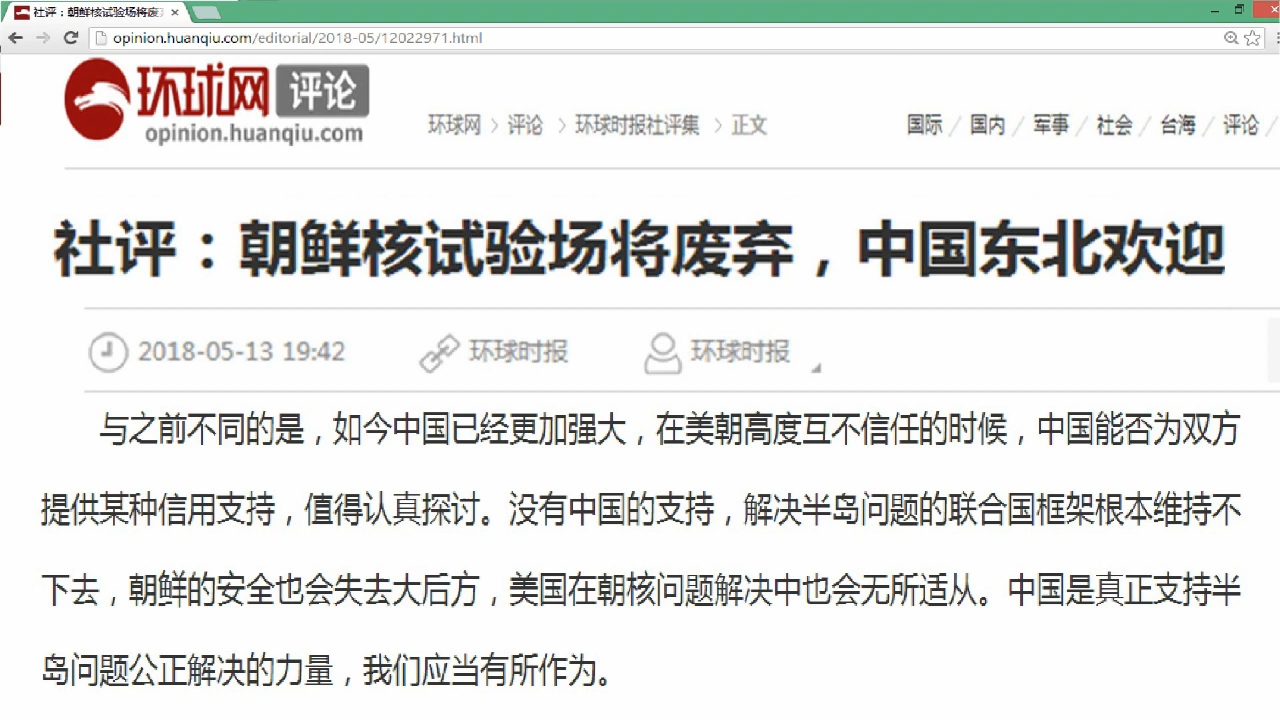 社评：朝鲜核试验场将废弃
opinion.huanqiu.com/editorial/2018-05/12022971.html
环球网 评论
opinion.huanqiu.com
环球网 > 评论 > 环球时报社评集 > 正文
国际 / 国内 / 军事 / 社会 / 台海 / 评论 /
社评：朝鲜核试验场将废弃，中国东北欢迎
2018-05-13 19:42 环球时报 环球时报
与之前不同的是，如今中国已经更加强大，在美朝高度互不信任的时候，中国能否为双方
提供某种信用支持，值得认真探讨。没有中国的支持，解决半岛问题的联合国框架根本维持不
下去，朝鲜的安全也会失去大后方，美国在朝核问题解决中也会无所适从。中国是真正支持半
岛问题公正解决的力量，我们应当有所作为。